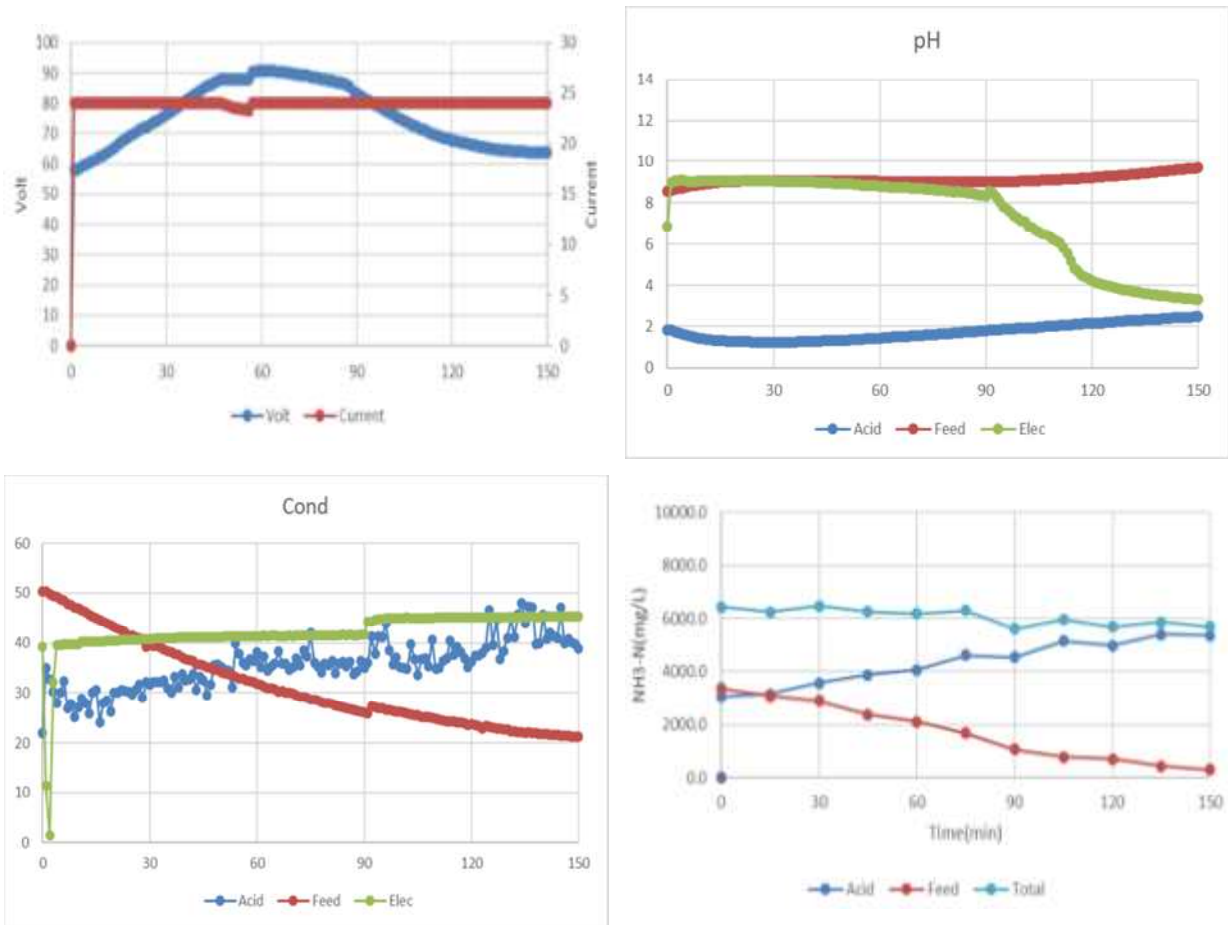 100
90
80
70
60
50
40
30
20
10
0
Volt
30
25
20
15
10
5
0
Current
0 30 60 90 120 150
Volt Current
pH
14
12
10
8
6
4
2
0
0 30 60 90 120 150
Acid Feed Elec
Cond
60
50
40
30
20
10
0
0 30 60 90 120 150
Acid Feed Elec
10000.0
8000.0
6000.0
4000.0
2000.0
0.0
NH3-N(mg/L)
0 30 60 90 120 150
Time(min)
Acid Feed Total